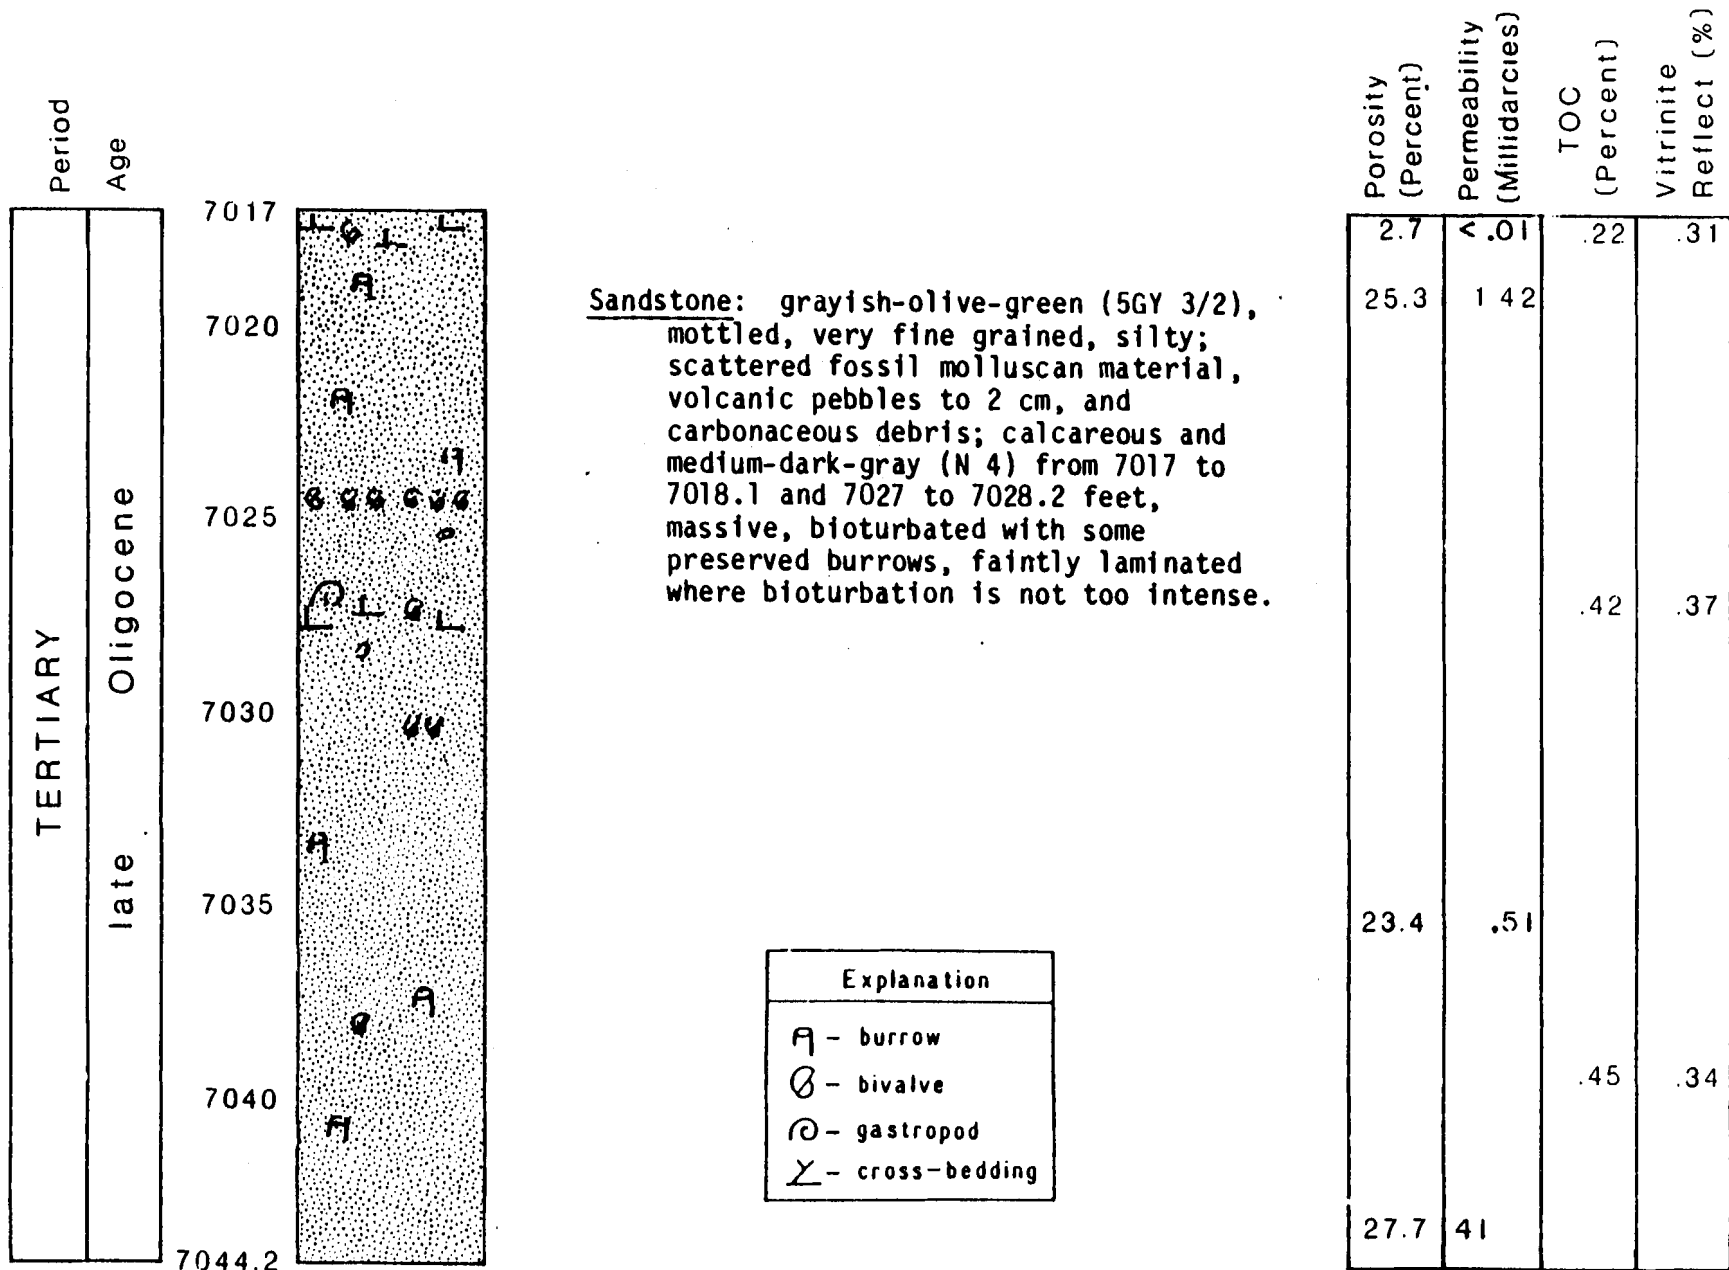 Period
Age
Porosity
(Percent)
Permeability
(Millidarcies)
TOC
(Percent)
Vitrinite
Reflect (%)
TERTIARY
late Oligocene
7017
7020
7025
7030
7035
7040
7044.2
Sandstone: grayish-olive-green (5GY 3/2),
mottled, very fine grained, silty;
scattered fossil molluscan material,
volcanic pebbles to 2 cm, and
carbonaceous debris; calcareous and
medium-dark-gray (N 4) from 7017 to
7018.1 and 7027 to 7028.2 feet,
massive, bioturbated with some
preserved burrows, faintly laminated
where bioturbation is not too intense.
Explanation
– burrow
– bivalve
– gastropod
– cross-bedding
2.7 < .01 .22 .31
25.3 1 42
.42 .37
23.4 .51
.45 .34
27.7 41